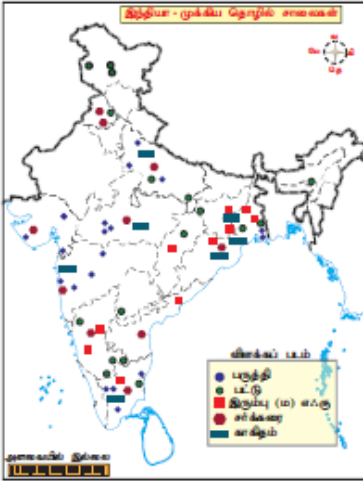 இந்தியா - முக்கிய தொழில் சாலைகள்
வ
மே
கி
தெ
விளக்கப் படம்
பருத்தி
பட்டு
இரும்பு (ம) எஃகு
சர்க்கரை
காகிதம்
அளவையில் இல்லை